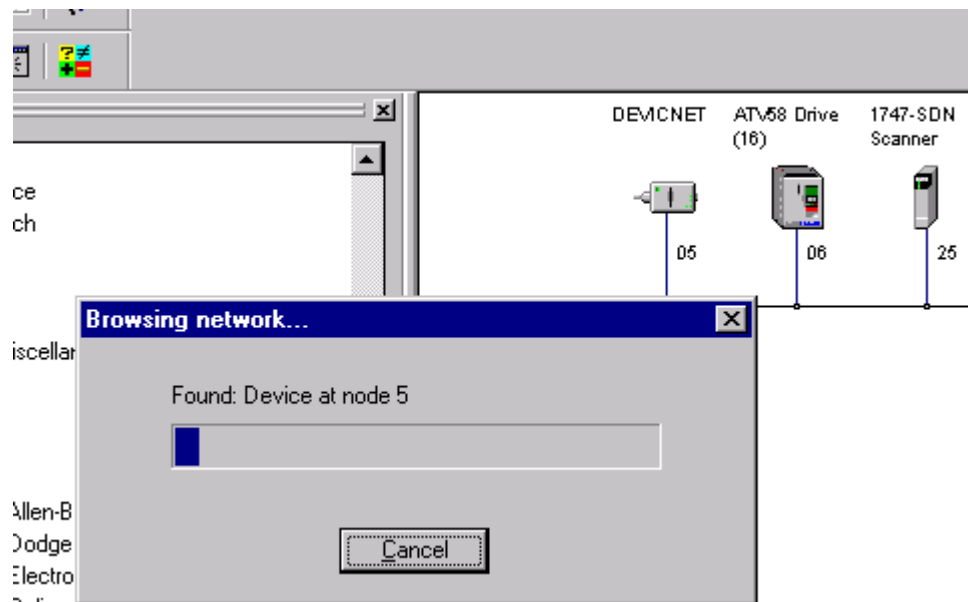 DEVICNET
ATV58 Drive
(16)
1747-SDN
Scanner
ce
ch
05
06
25
Browsing network...
iscellar
Found: Device at node 5
Allen-B
Dodge
Electro
Cancel